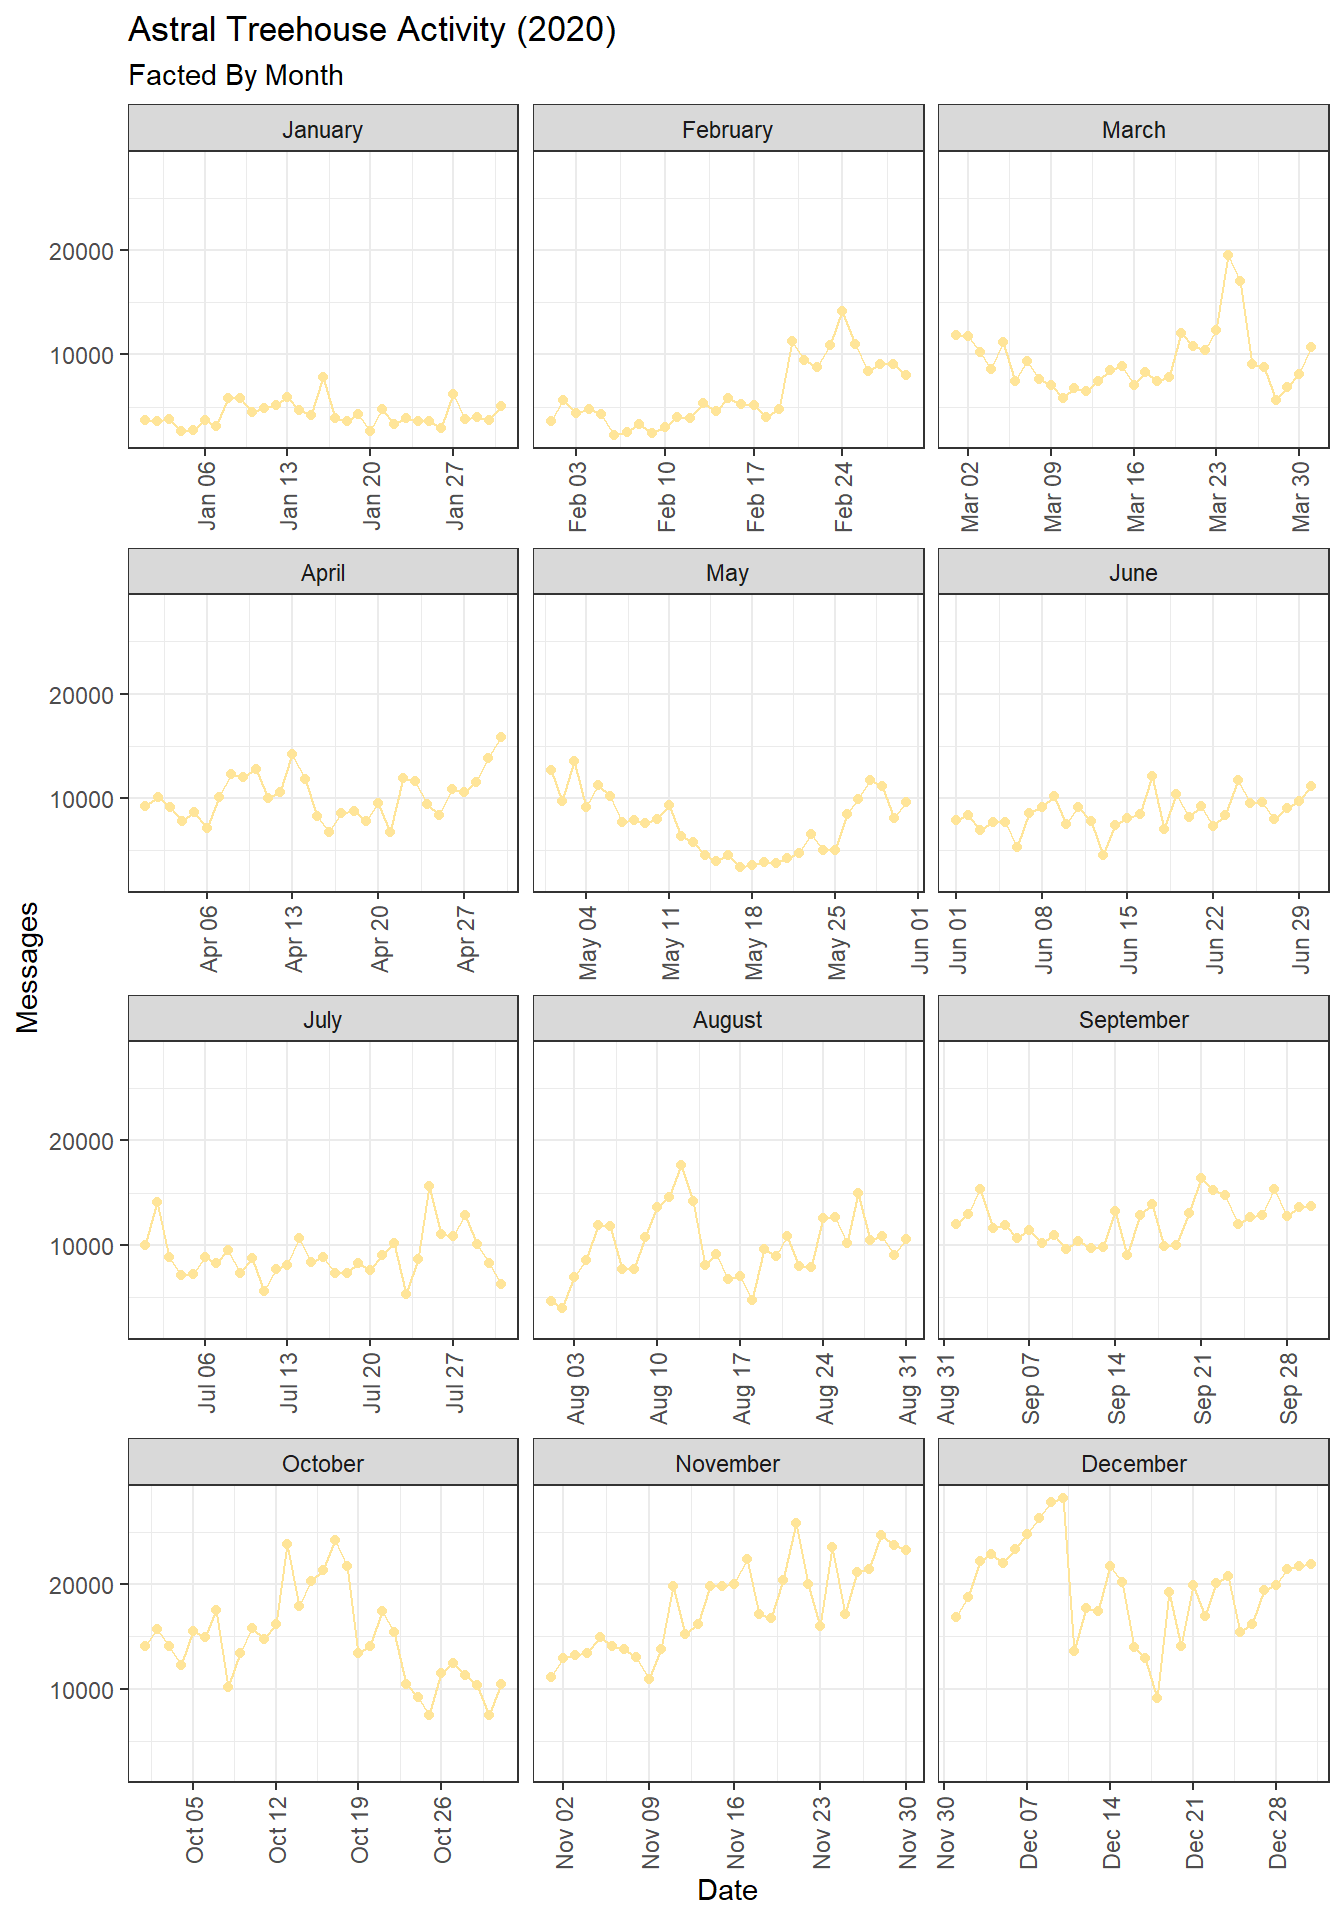 Astral Treehouse Activity (2020)
Facted By Month
January
February
March
20000
10000
Jan 06
Jan 13
Jan 20
Jan 27
Feb 03
Feb 10
Feb 17
Feb 24
Mar 02
Mar 09
Mar 16
Mar 23
Mar 30
April
May
June
20000
10000
Apr 06
Apr 13
Apr 20
Apr 27
May 04
May 11
May 18
May 25
Jun 01
Jun 01
Jun 08
Jun 15
Jun 22
Jun 29
Messages
July
August
September
20000
10000
Jul 06
Jul 13
Jul 20
Jul 27
Aug 03
Aug 10
Aug 17
Aug 24
Aug 31
Aug 31
Sep 07
Sep 14
Sep 21
Sep 28
October
November
December
20000
10000
Oct 05
Oct 12
Oct 19
Oct 26
Nov 02
Nov 09
Nov 16
Nov 23
Nov 30
Nov 30
Dec 07
Dec 14
Dec 21
Dec 28
Date